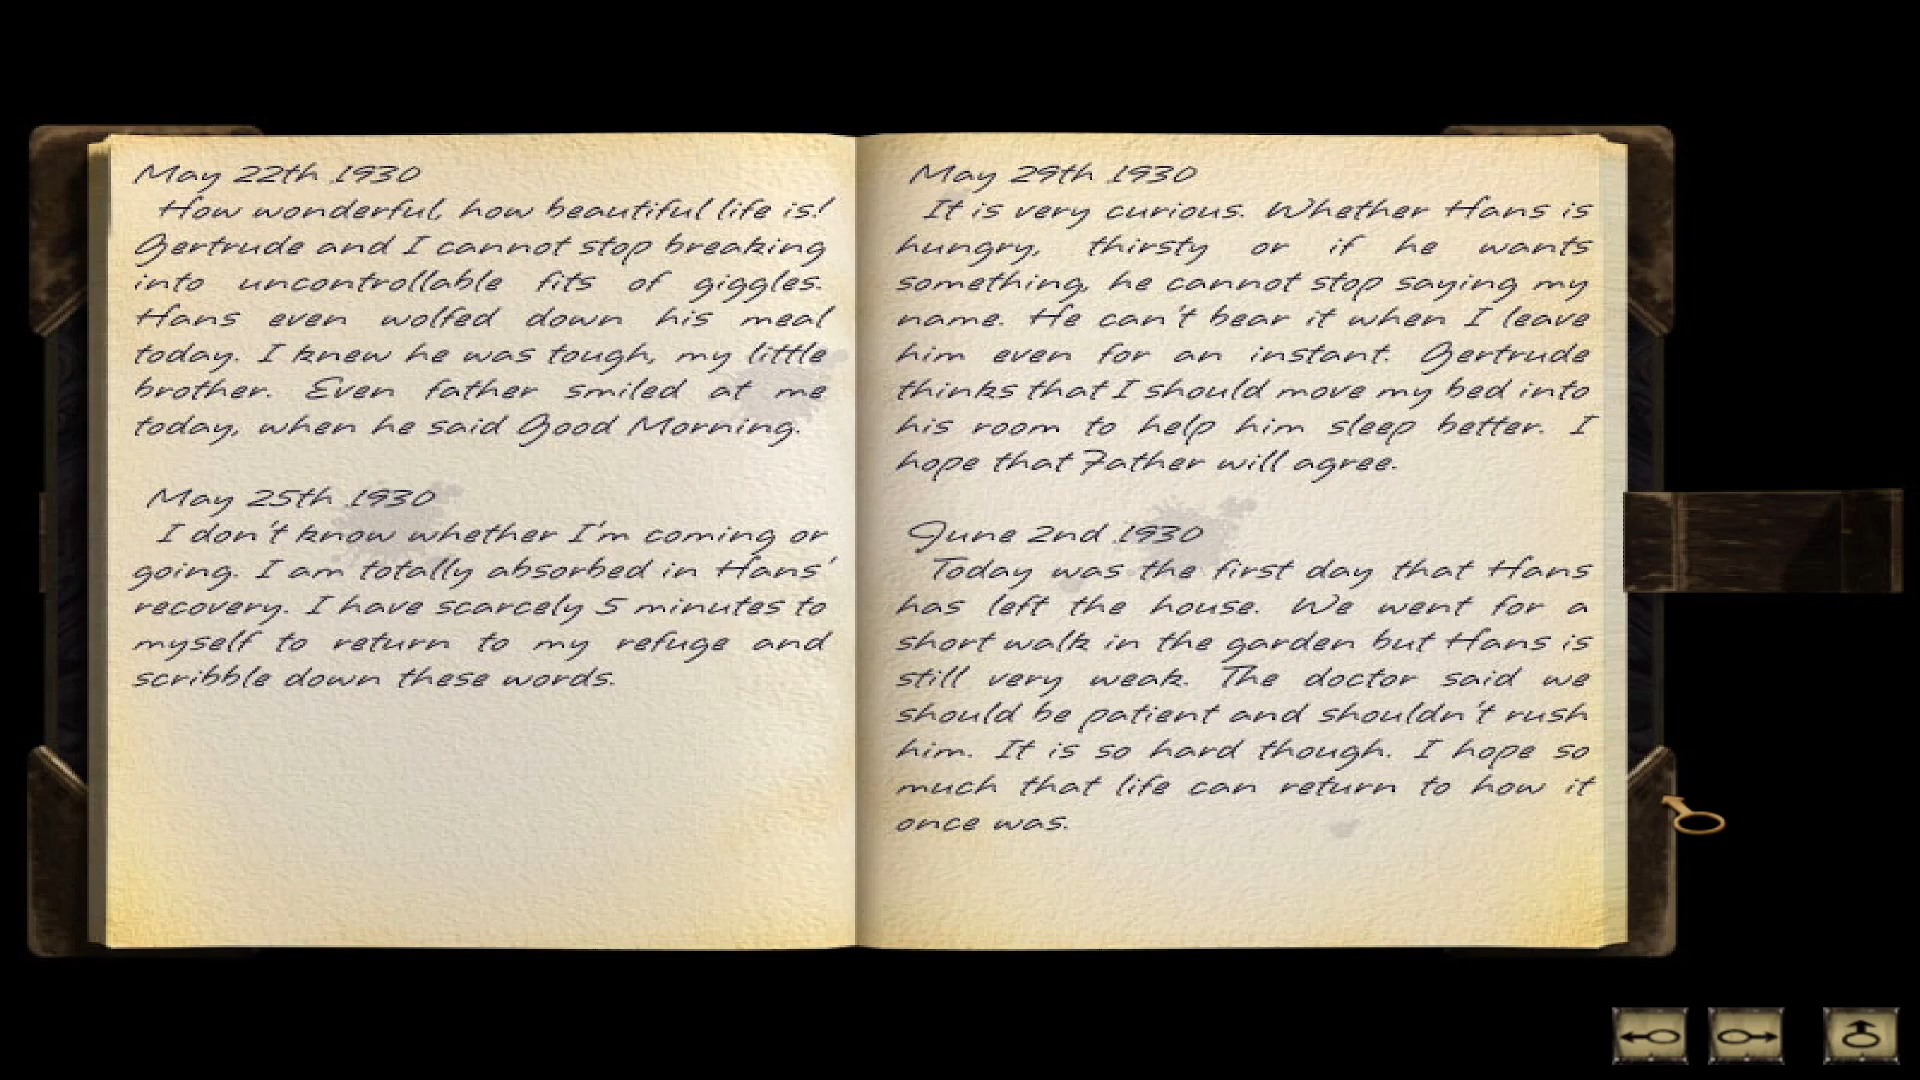 May 22th 1930
How wonderful, how beautiful life is!
Gertrude and I cannot stop breaking
into uncontrollable fits of giggles.
Hans even wolfed down his meal
today. I knew he was tough, my little
brother. Even father smiled at me
today, when he said Good Morning.
May 25th 1930
I don't know whether I'm coming or
going. I am totally absorbed in Hans'
recovery. I have scarcely 5 minutes to
myself to return to my refuge and
scribble down these words.
May 29th 1930
It is very curious. Whether Hans is
hungry, thirsty or if he wants
something, he cannot stop saying my
name. He can't bear it when I leave
him even for an instant. Gertrude
thinks that I should move my bed into
his room to help him sleep better. I
hope that Father will agree.
June 2nd 1930
Today was the first day that Hans
has left the house. We went for a
short walk in the garden but Hans is
still very weak. The doctor said we
should be patient and shouldn't rush
him. It is so hard though. I hope so
much that life can return to how it
once was.